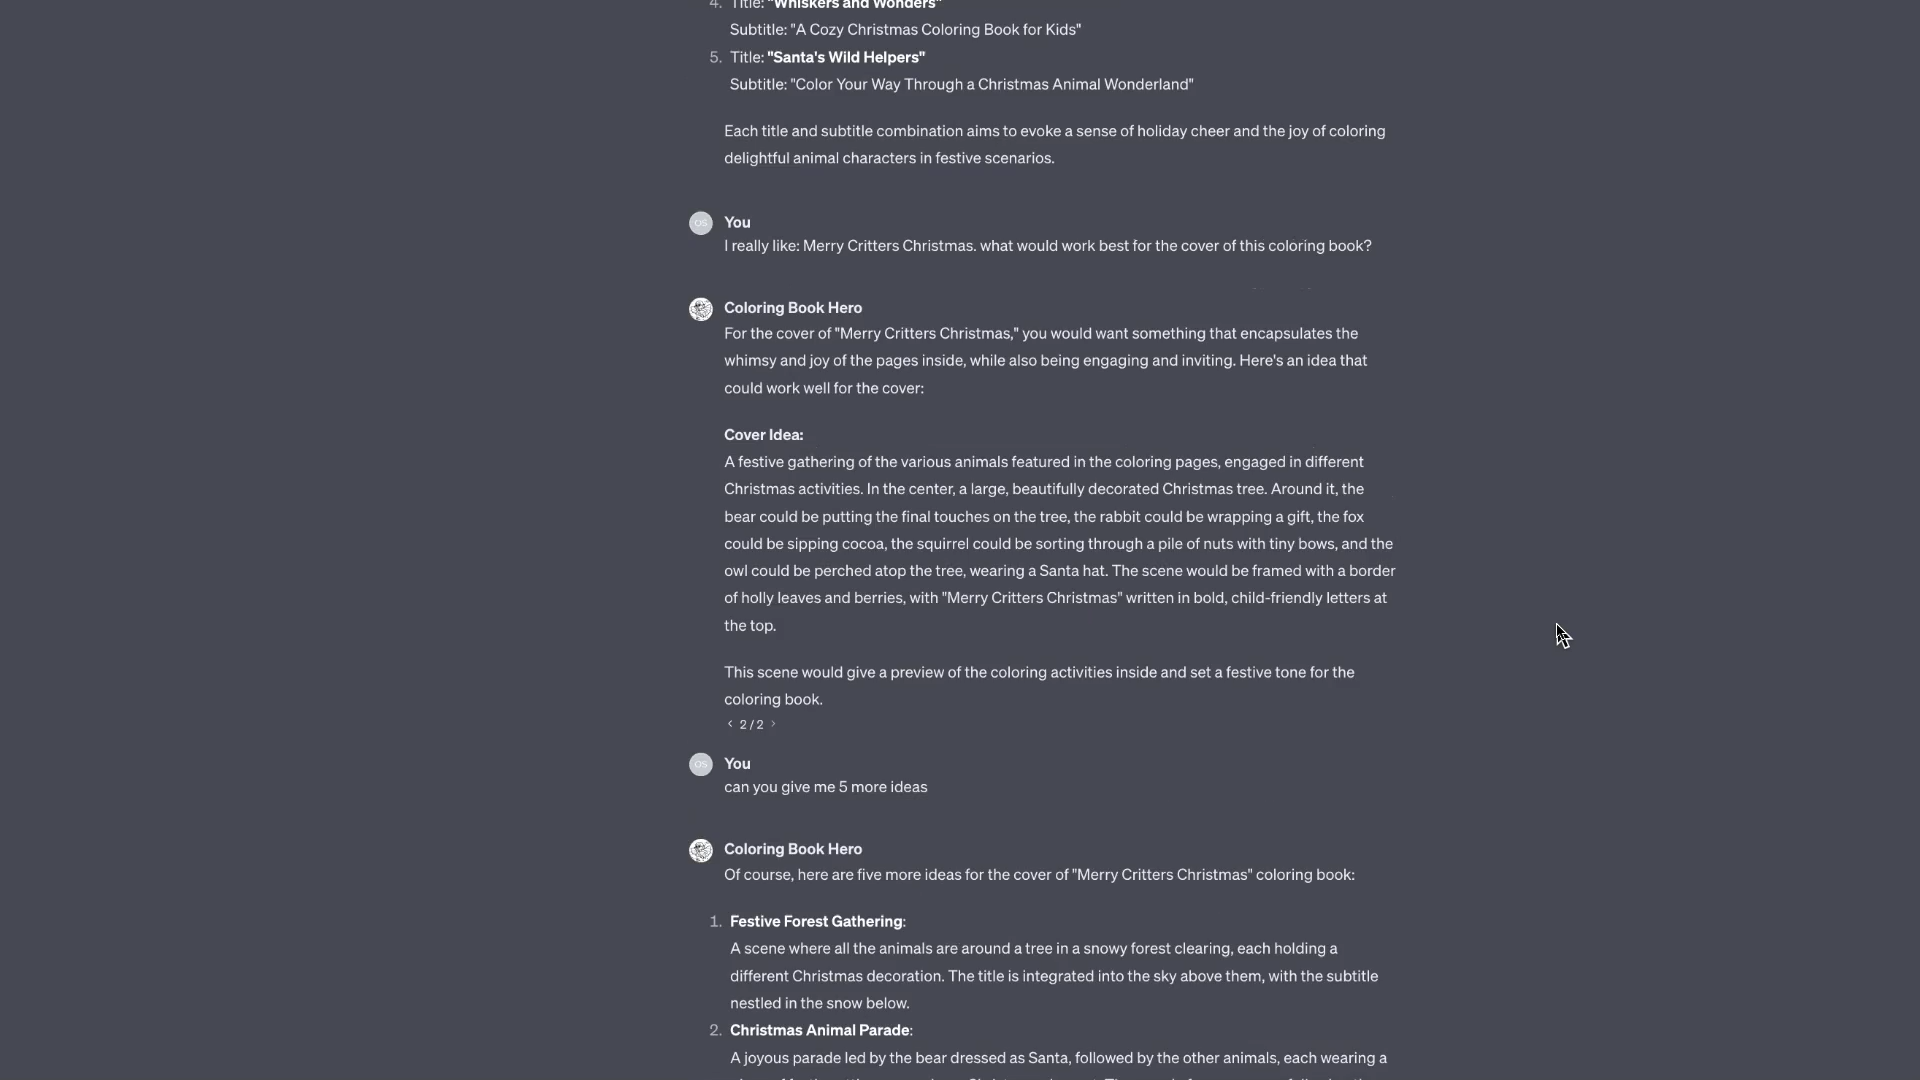 4. Title: "Whiskers and Wonders"
Subtitle: "A Cozy Christmas Coloring Book for Kids"
5. Title: "Santa's Wild Helpers"
Subtitle: "Color Your Way Through a Christmas Animal Wonderland"
Each title and subtitle combination aims to evoke a sense of holiday cheer and the joy of coloring
delightful animal characters in festive scenarios.
OS You
I really like: Merry Critters Christmas. what would work best for the cover of this coloring book?
Coloring Book Hero
For the cover of "Merry Critters Christmas," you would want something that encapsulates the
whimsy and joy of the pages inside, while also being engaging and inviting. Here's an idea that
could work well for the cover:
Cover Idea:
A festive gathering of the various animals featured in the coloring pages, engaged in different
Christmas activities. In the center, a large, beautifully decorated Christmas tree. Around it, the
bear could be putting the final touches on the tree, the rabbit could be wrapping a gift, the fox
could be sipping cocoa, the squirrel could be sorting through a pile of nuts with tiny bows, and the
owl could be perched atop the tree, wearing a Santa hat. The scene would be framed with a border
of holly leaves and berries, with "Merry Critters Christmas" written in bold, child-friendly letters at
the top.
This scene would give a preview of the coloring activities inside and set a festive tone for the
coloring book.
< 2 / 2 >
OS You
can you give me 5 more ideas
Coloring Book Hero
Of course, here are five more ideas for the cover of "Merry Critters Christmas" coloring book:
1. Festive Forest Gathering:
A scene where all the animals are around a tree in a snowy forest clearing, each holding a
different Christmas decoration. The title is integrated into the sky above them, with the subtitle
nestled in the snow below.
2. Christmas Animal Parade:
A joyous parade led by the bear dressed as Santa, followed by the other animals, each wearing a